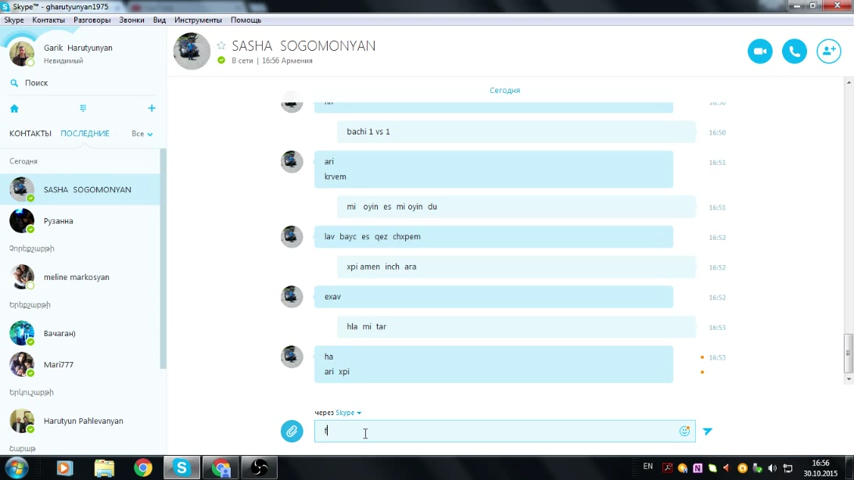 Skype™ - gharutyunyan1975
Skype Контакты Разговоры Звонки Вид Инструменты Помощь
Garik Harutyunyan
Невидимый
Поиск
КОНТАКТЫ ПОСЛЕДНИЕ Все
Сегодня
SASHA SOGOMONYAN
Рузанна
Չորեքշաբթի
meline markosyan
Երեքշաբթի
Вачаган)
Mari777
Երկուշաբթի
Harutyun Pahlevanyan
Շաբաթ
SASHA SOGOMONYAN
В сети | 16:56 Армения
Сегодня
bachi 1 vs 1 16:50
ari 16:51
krvem
mi oyin es mi oyin du 16:51
lav bayc es qez chxpem 16:52
xpi amen inch ara 16:52
exav 16:52
hla mi tar 16:53
ha 16:53
ari xpi
через Skype
f
EN
16:56
30.10.2015